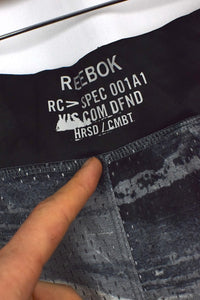 REEBOK
RC > SPEC 001A1
VIS COM DFND
HRSD / CMBT